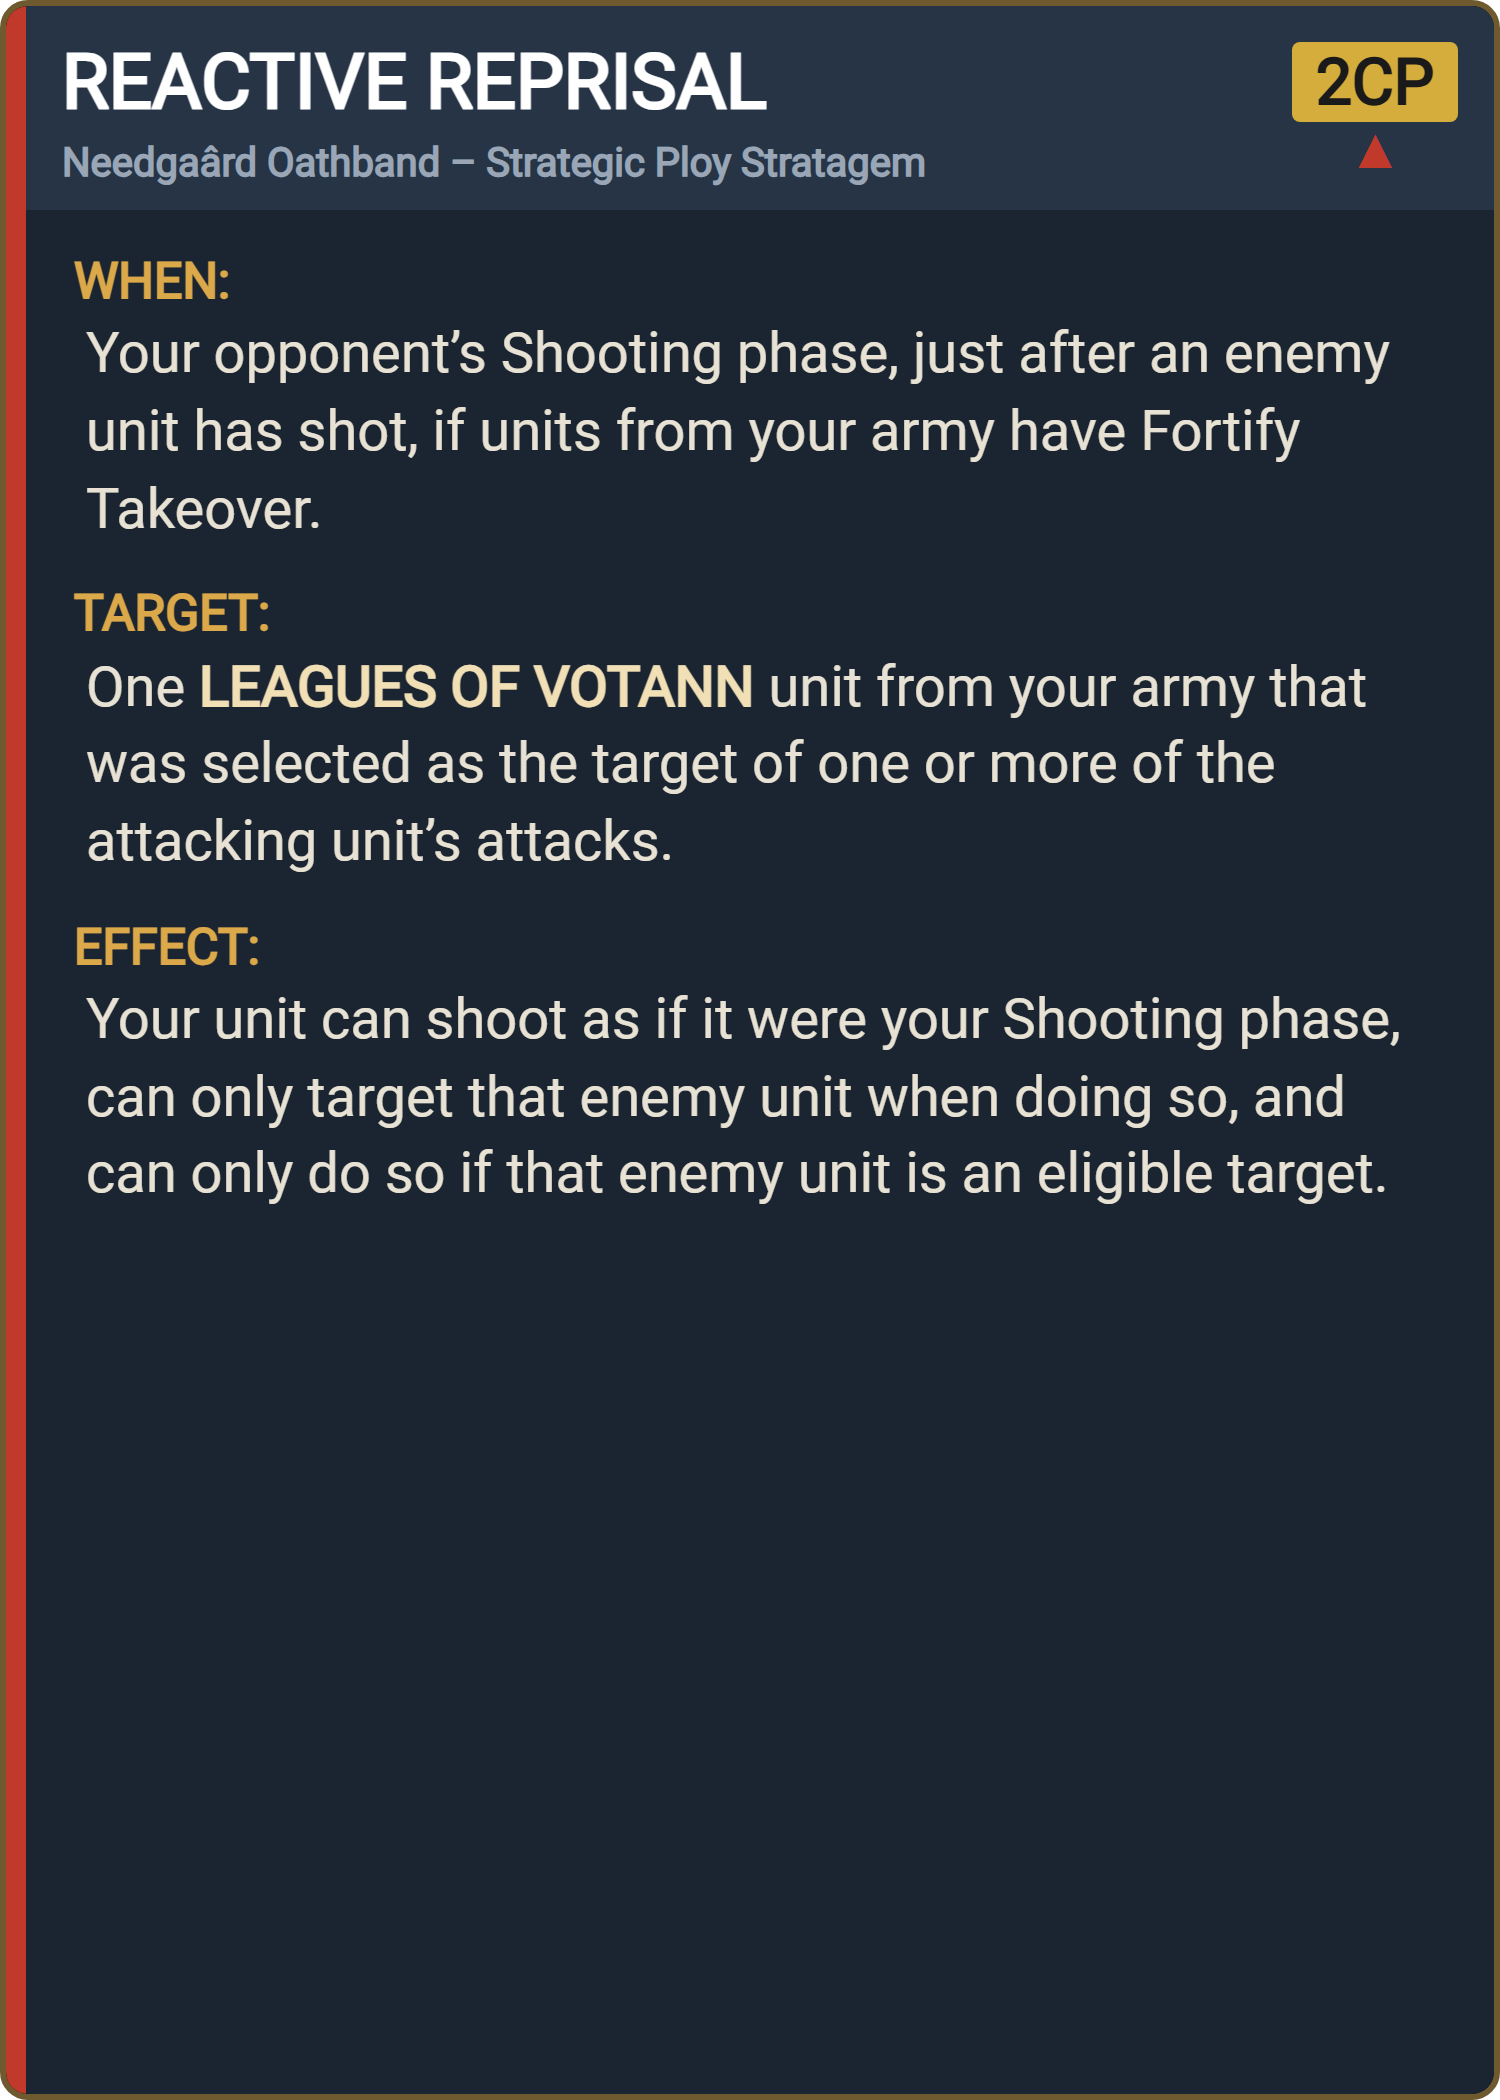 REACTIVE REPRISAL
2CP
Needgaârd Oathband – Strategic Ploy Stratagem
WHEN:
Your opponent’s Shooting phase, just after an enemy
unit has shot, if units from your army have Fortify
Takeover.
TARGET:
One LEAGUES OF VOTANN unit from your army that
was selected as the target of one or more of the
attacking unit’s attacks.
EFFECT:
Your unit can shoot as if it were your Shooting phase,
can only target that enemy unit when doing so, and
can only do so if that enemy unit is an eligible target.